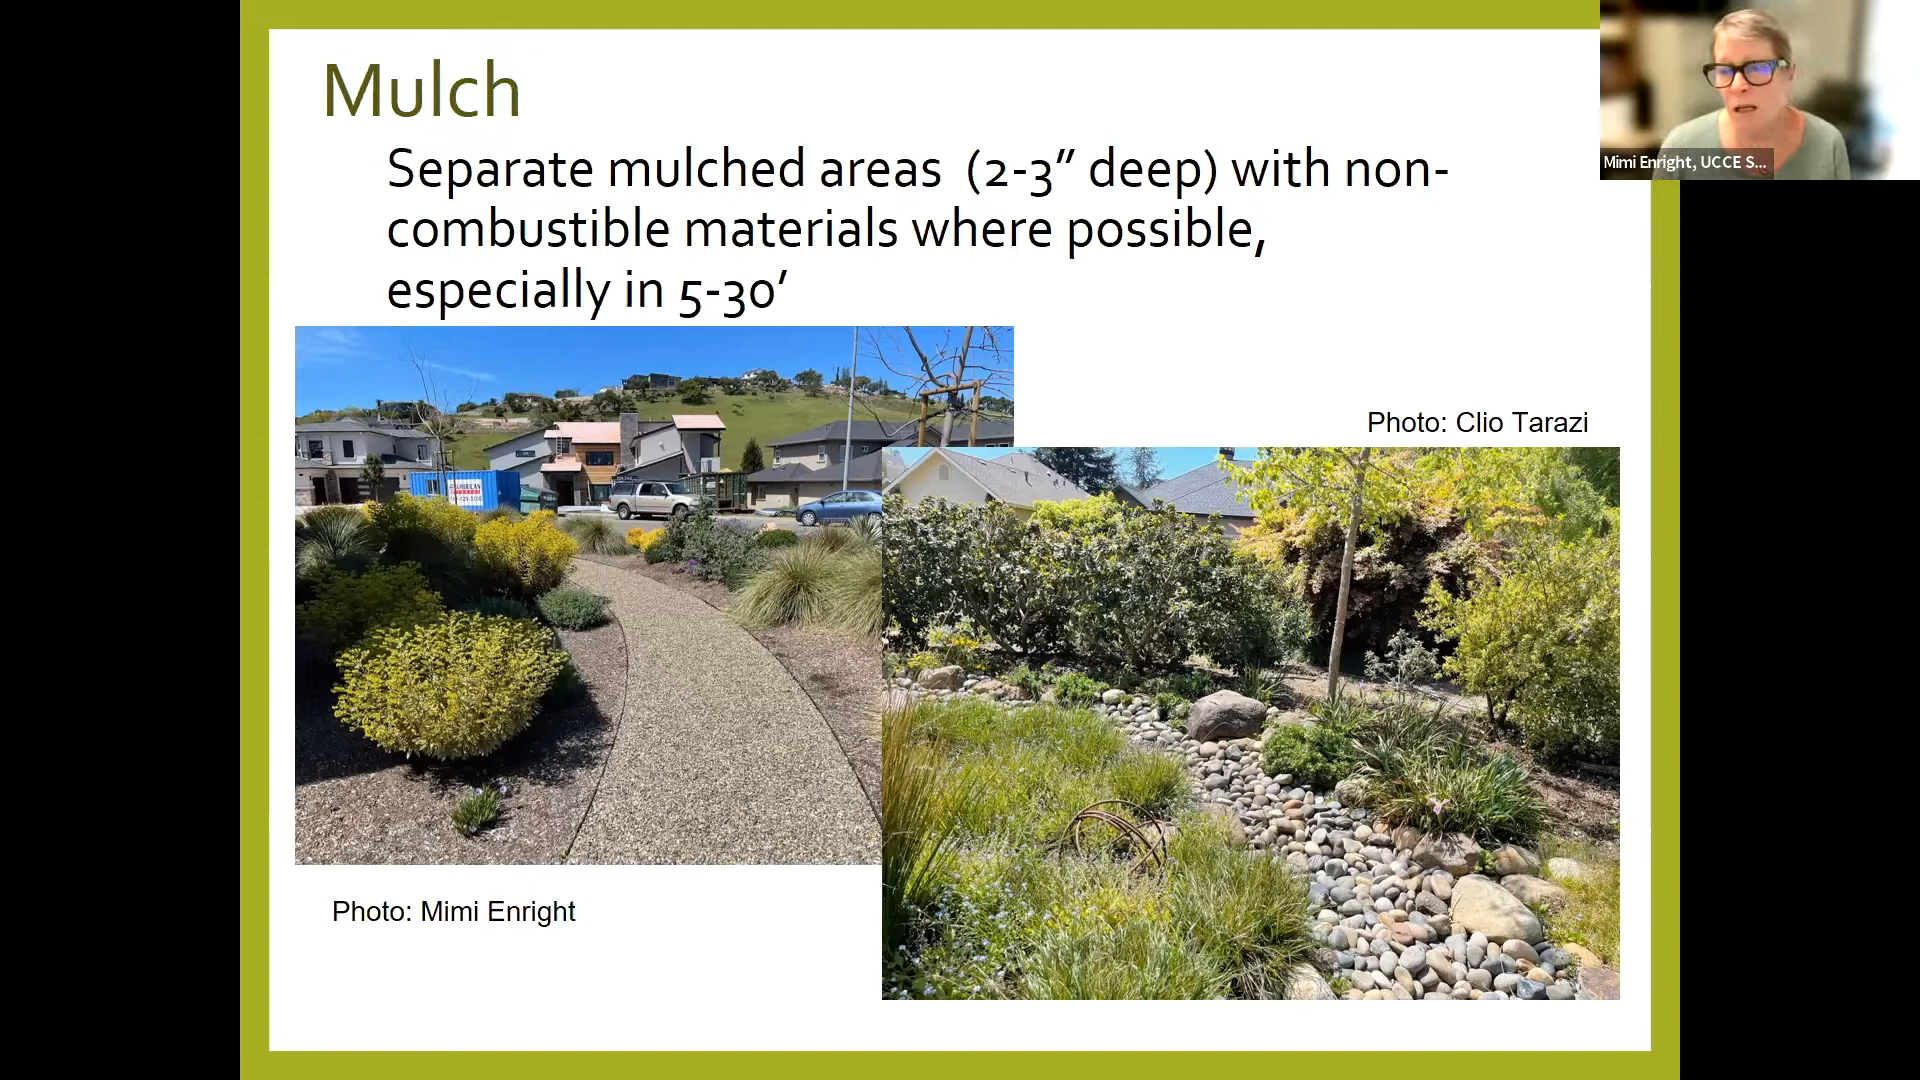 Mulch
Separate mulched areas (2-3” deep) with non-
combustible materials where possible,
especially in 5-30’
Mimi Enright, UCCE S...
Photo: Clio Tarazi
Photo: Mimi Enright